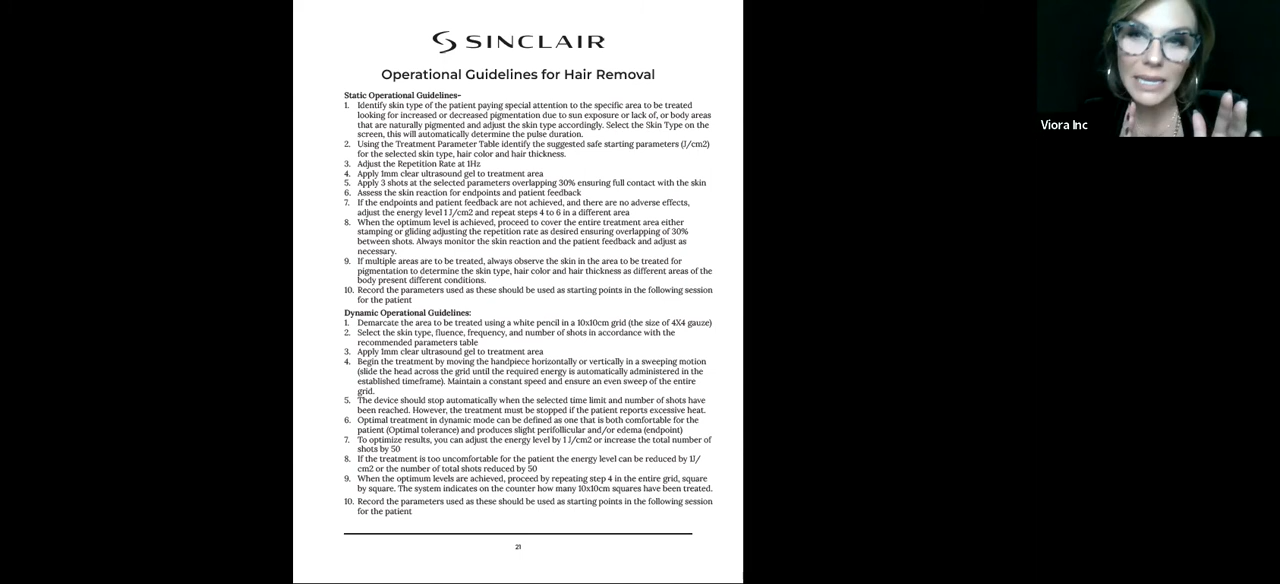 SINCLAIR
Operational Guidelines for Hair Removal
Static Operational Guidelines-
1. Identify skin type of the patient paying special attention to the specific area to be treated
looking for increased or decreased pigmentation due to sun exposure or lack of, or body areas
that are naturally pigmented and adjust the skin type accordingly. Select the Skin Type on the
screen, this will automatically determine the pulse duration.
2. Using the Treatment Parameter Table identify the suggested safe starting parameters (J/cm2)
for the selected skin type, hair color and hair thickness.
3. Adjust the Repetition Rate at 1Hz
4. Apply 1mm clear ultrasound gel to treatment area
5. Apply 3 shots at the selected parameters overlapping 30% ensuring full contact with the skin
6. Assess the skin reaction for endpoints and patient feedback
7. If the endpoints and patient feedback are not achieved, and there are no adverse effects,
adjust the energy level 1 J/cm2 and repeat steps 4 to 6 in a different area
8. When the optimum level is achieved, proceed to cover the entire treatment area either
stamping or gliding adjusting the repetition rate as desired ensuring overlapping of 30%
between shots. Always monitor the skin reaction and the patient feedback and adjust as
necessary.
9. If multiple areas are to be treated, always observe the skin in the area to be treated for
pigmentation to determine the skin type, hair color and hair thickness as different areas of the
body present different conditions.
10. Record the parameters used as these should be used as starting points in the following session
for the patient
Dynamic Operational Guidelines:
1. Demarcate the area to be treated using a white pencil in a 10x10cm grid (the size of 4X4 gauze)
2. Select the skin type, fluence, frequency, and number of shots in accordance with the
recommended parameters table
3. Apply 1mm clear ultrasound gel to treatment area
4. Begin the treatment by moving the handpiece horizontally or vertically in a sweeping motion
(slide the head across the grid until the required energy is automatically administered in the
established timeframe). Maintain a constant speed and ensure an even sweep of the entire
grid.
5. The device should stop automatically when the selected time limit and number of shots have
been reached. However, the treatment must be stopped if the patient reports excessive heat.
6. Optimal treatment in dynamic mode can be defined as one that is both comfortable for the
patient (Optimal tolerance) and produces slight perifollicular and/or edema (endpoint)
7. To optimize results, you can adjust the energy level by 1 J/cm2 or increase the total number of
shots by 50
8. If the treatment is too uncomfortable for the patient the energy level can be reduced by 1J/
cm2 or the number of total shots reduced by 50
9. When the optimum levels are achieved, proceed by repeating step 4 in the entire grid, square
by square. The system indicates on the counter how many 10x10cm squares have been treated.
10. Record the parameters used as these should be used as starting points in the following session
for the patient
21
Viora Inc